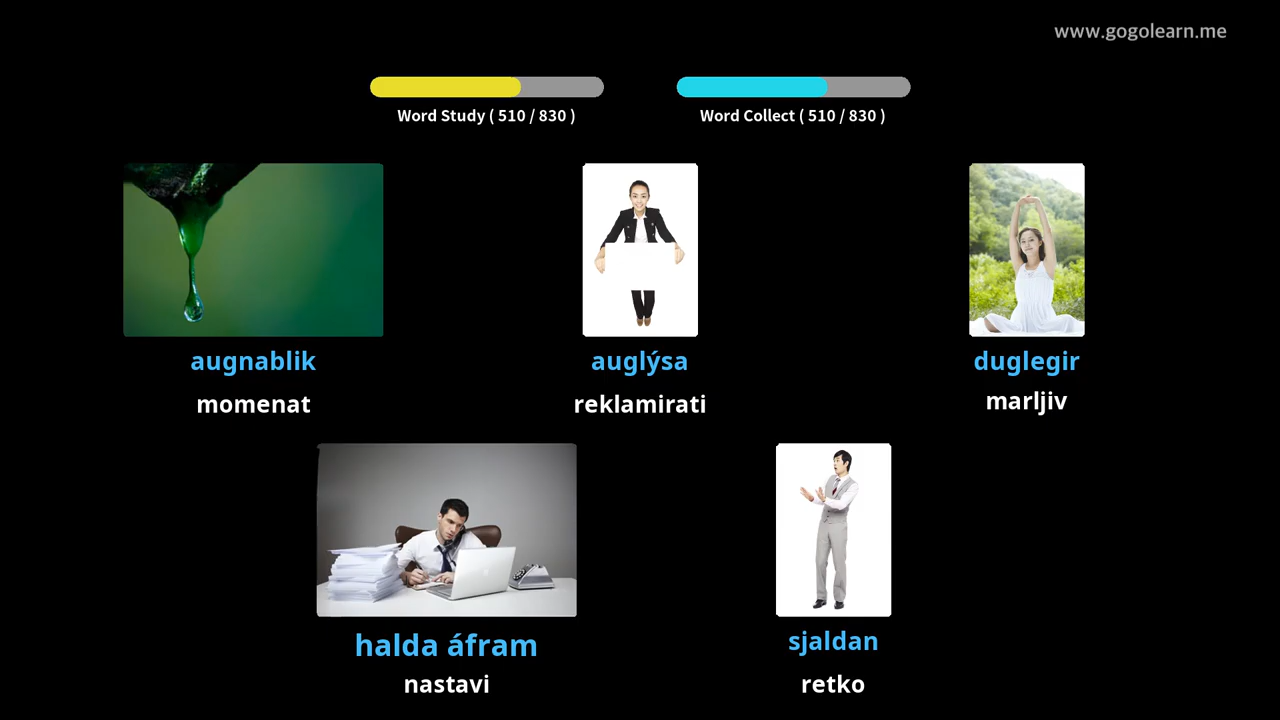 www.gogolearn.me
Word Study ( 510 / 830 )
Word Collect ( 510 / 830 )
augnablik
auglýsa
duglegir
momenat
reklamirati
marljiv
halda áfram
sjaldan
nastavi
retko